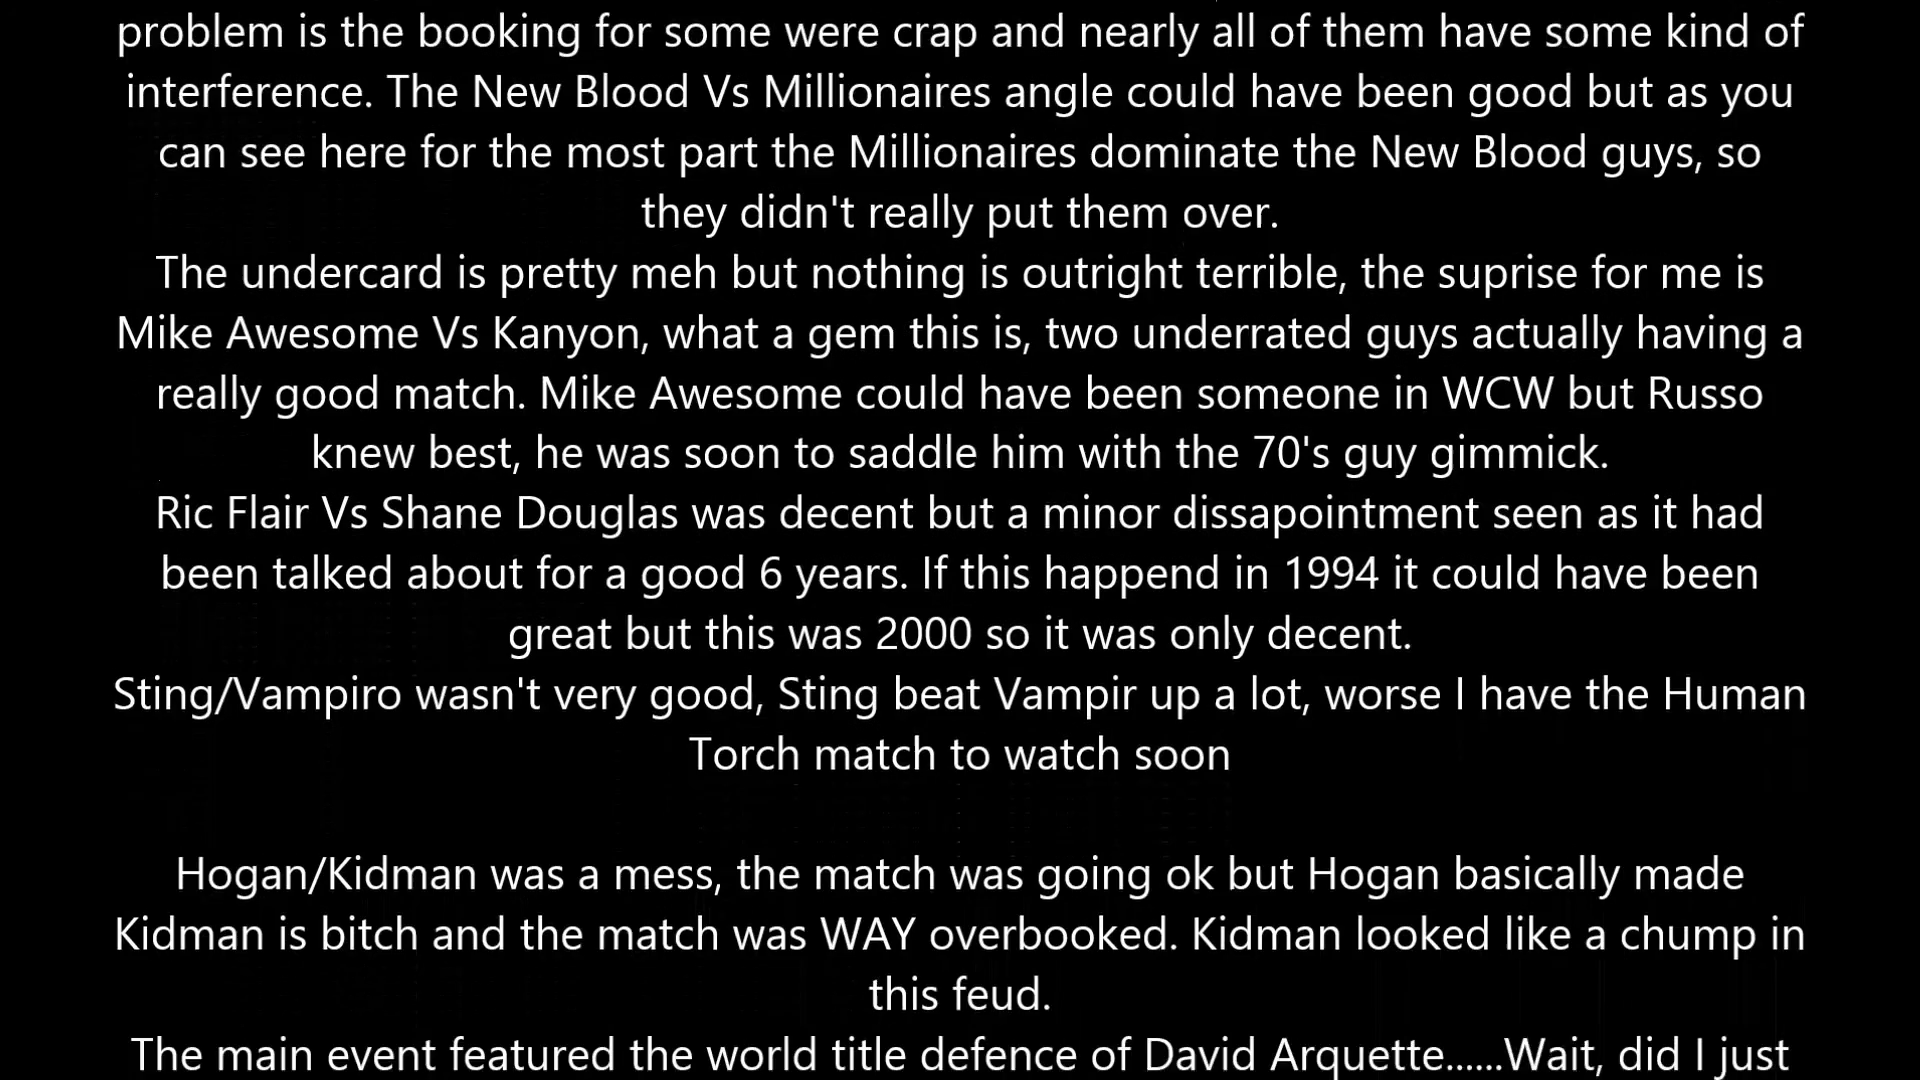 problem is the booking for some were crap and nearly all of them have some kind of
interference. The New Blood Vs Millionaires angle could have been good but as you
can see here for the most part the Millionaires dominate the New Blood guys, so
they didn't really put them over.
The undercard is pretty meh but nothing is outright terrible, the suprise for me is
Mike Awesome Vs Kanyon, what a gem this is, two underrated guys actually having a
really good match. Mike Awesome could have been someone in WCW but Russo
knew best, he was soon to saddle him with the 70's guy gimmick.
Ric Flair Vs Shane Douglas was decent but a minor dissapointment seen as it had
been talked about for a good 6 years. If this happend in 1994 it could have been
great but this was 2000 so it was only decent.
Sting/Vampiro wasn't very good, Sting beat Vampir up a lot, worse I have the Human
Torch match to watch soon
Hogan/Kidman was a mess, the match was going ok but Hogan basically made
Kidman is bitch and the match was WAY overbooked. Kidman looked like a chump in
this feud.
The main event featured the world title defence of David Arquette......Wait, did I just